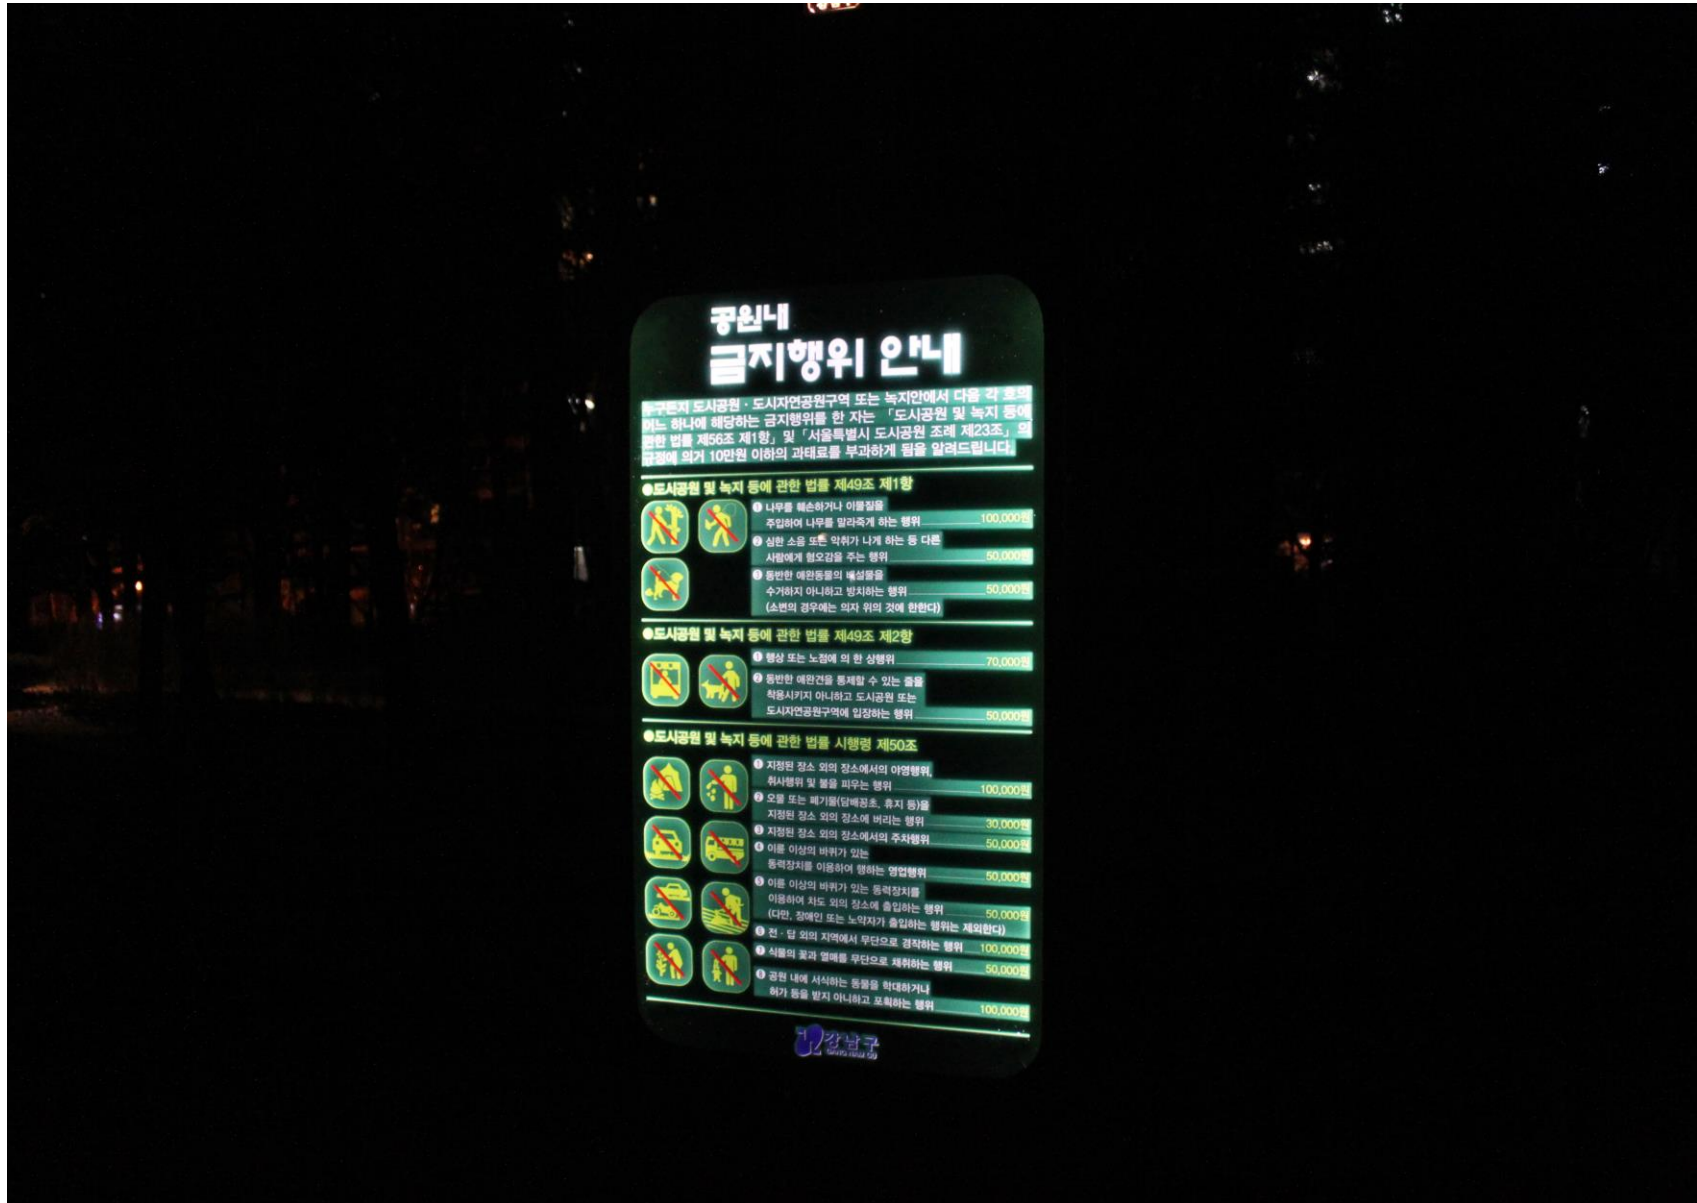 공원내
금지행위 안내
누구든지 도시공원 · 도시자연공원구역 또는 녹지안에서 다음 각 호의
어느 하나에 해당하는 금지행위를 한 자는 「도시공원 및 녹지 등에
관한 법률 제56조 제1항」 및 「서울특별시 도시공원 조례 제23조」의
규정에 의거 10만원 이하의 과태료를 부과하게 됨을 알려드립니다.
●도시공원 및 녹지 등에 관한 법률 제49조 제1항
❶ 나무를 훼손하거나 이물질을
주입하여 나무를 말라죽게 하는 행위 100,000원
❷ 심한 소음 또는 악취가 나게 하는 등 다른
사람에게 혐오감을 주는 행위 50,000원
❸ 동반한 애완동물의 배설물을
수거하지 아니하고 방치하는 행위 50,000원
(소변의 경우에는 의자 위의 것에 한한다)
●도시공원 및 녹지 등에 관한 법률 제49조 제2항
❶ 행상 또는 노점에 의 한 상행위 70,000원
❷ 동반한 애완견을 통제할 수 있는 줄을
착용시키지 아니하고 도시공원 또는
도시자연공원구역에 입장하는 행위 50,000원
●도시공원 및 녹지 등에 관한 법률 시행령 제50조
❶ 지정된 장소 외의 장소에서의 야영행위,
취사행위 및 불을 피우는 행위 100,000원
❷ 오물 또는 폐기물(담배꽁초, 휴지 등)을
지정된 장소 외의 장소에 버리는 행위 30,000원
❸ 지정된 장소 외의 장소에서의 주차행위 50,000원
❹ 이륜 이상의 바퀴가 있는
동력장치를 이용하여 행하는 영업행위 50,000원
❺ 이륜 이상의 바퀴가 있는 동력장치를
이용하여 차도 외의 장소에 출입하는 행위 50,000원
(다만, 장애인 또는 노약자가 출입하는 행위는 제외한다)
❻ 전 · 답 외의 지역에서 무단으로 경작하는 행위 100,000원
❼ 식물의 꽃과 열매를 무단으로 채취하는 행위 50,000원
❽ 공원 내에 서식하는 동물을 학대하거나
허가 등을 받지 아니하고 포획하는 행위 100,000원
강남구
GANG NAM GU